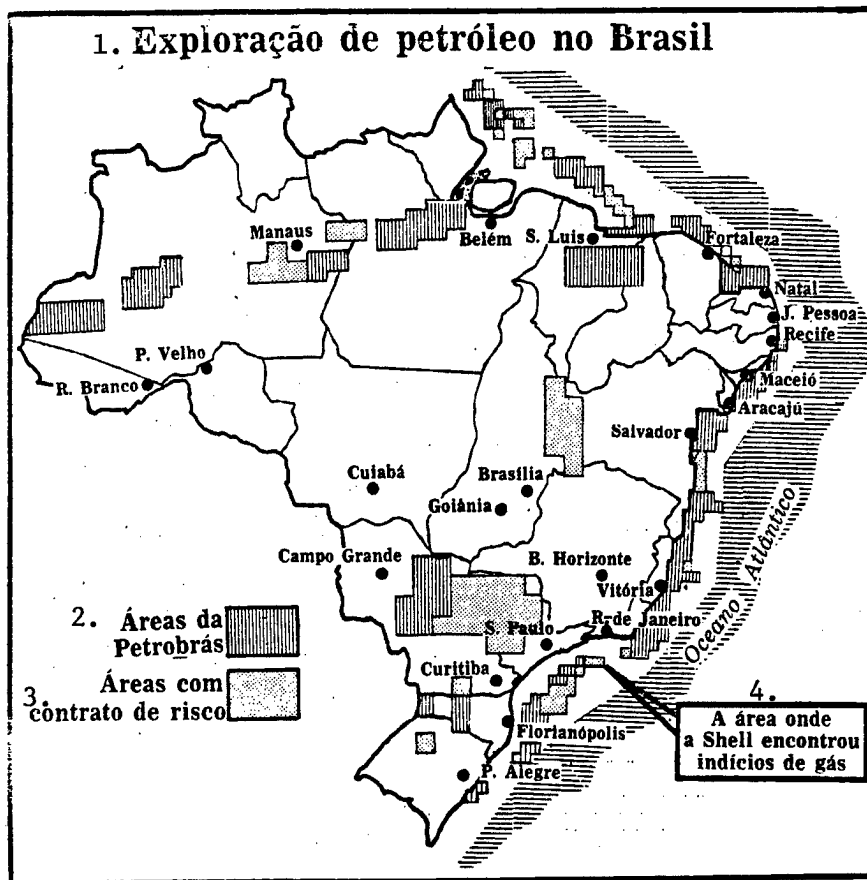 1. Exploração de petróleo no Brasil
Manaus
Belém
S. Luis
Fortaleza
Natal
J. Pessoa
Recife
P. Velho
R. Branco
Maceió
Aracajú
Salvador
Cuiabá
Brasília
Goiânia
Campo Grande
B. Horizonte
Vitória
Oceano Atlântico
2. Áreas da
Petrobrás
S. Paulo
R. de Janeiro
3. Áreas com
contrato de risco
Curitiba
4.
A área onde
a Shell encontrou
indícios de gás
Florianópolis
P. Alegre